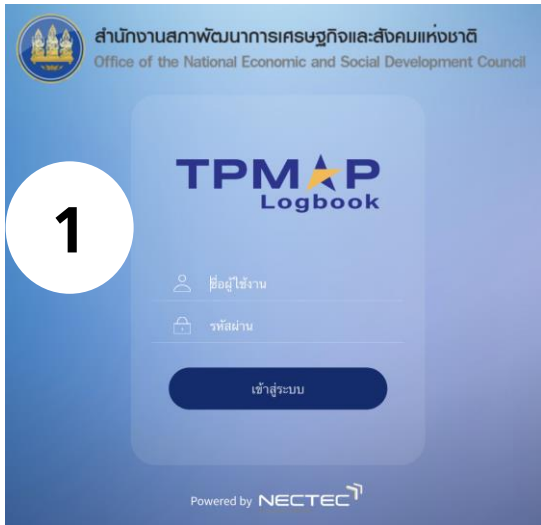 สำนักงานสภาพัฒนาการเศรษฐกิจและสังคมแห่งชาติ
Office of the National Economic and Social Development Council
TPMAP
Logbook
1
ชื่อผู้ใช้งาน
รหัสผ่าน
เข้าสู่ระบบ
Powered by NECTEC